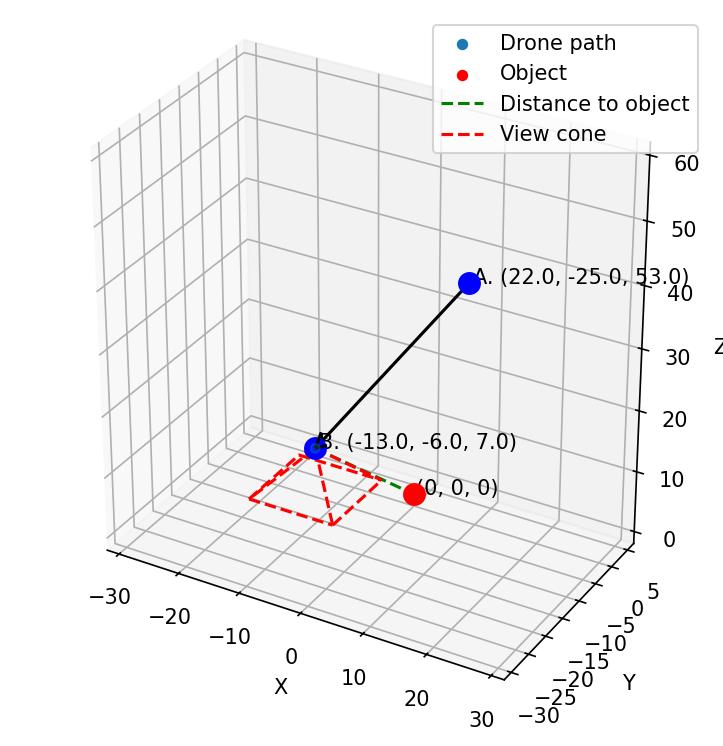 Drone path
Object
Distance to object
View cone
60
50
40
30
20
10
0
Z
A. (22.0, -25.0, 53.0)
B. (-13.0, -6.0, 7.0)
(0, 0, 0)
−30
−20
−10
0
10
20
30
X
5
0
−5
−10
−15
−20
−25
−30
Y